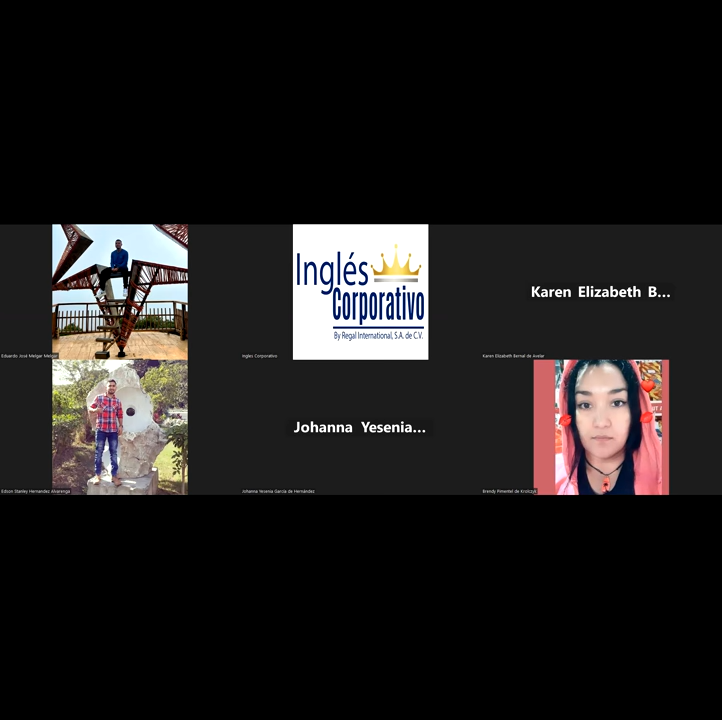 Inglés
Corporativo
By Regal International, S.A. de C.V.
Karen Elizabeth B...
Eduardo José Melgar Melgar
Ingles Corporativo
Karen Elizabeth Bernal de Avelar
Johanna Yesenia...
Edson Stanley Hernandez Alvarenga
Johanna Yesenia García de Hernández
Brendy Pimentel de Krolczyk